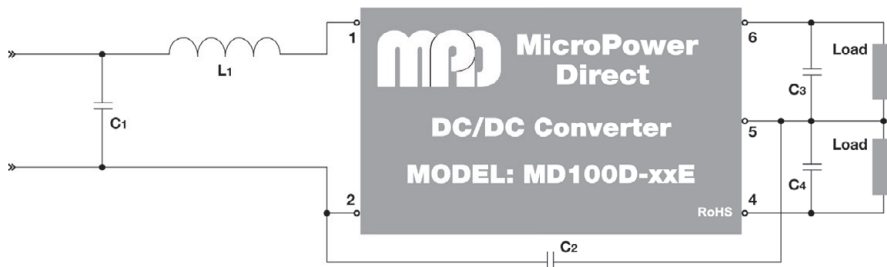 MPD MicroPower
Direct
DC/DC Converter
MODEL: MD100D-xxE
RoHS
1
2
6
5
4
L1
C1
C2
C3
C4
Load
Load